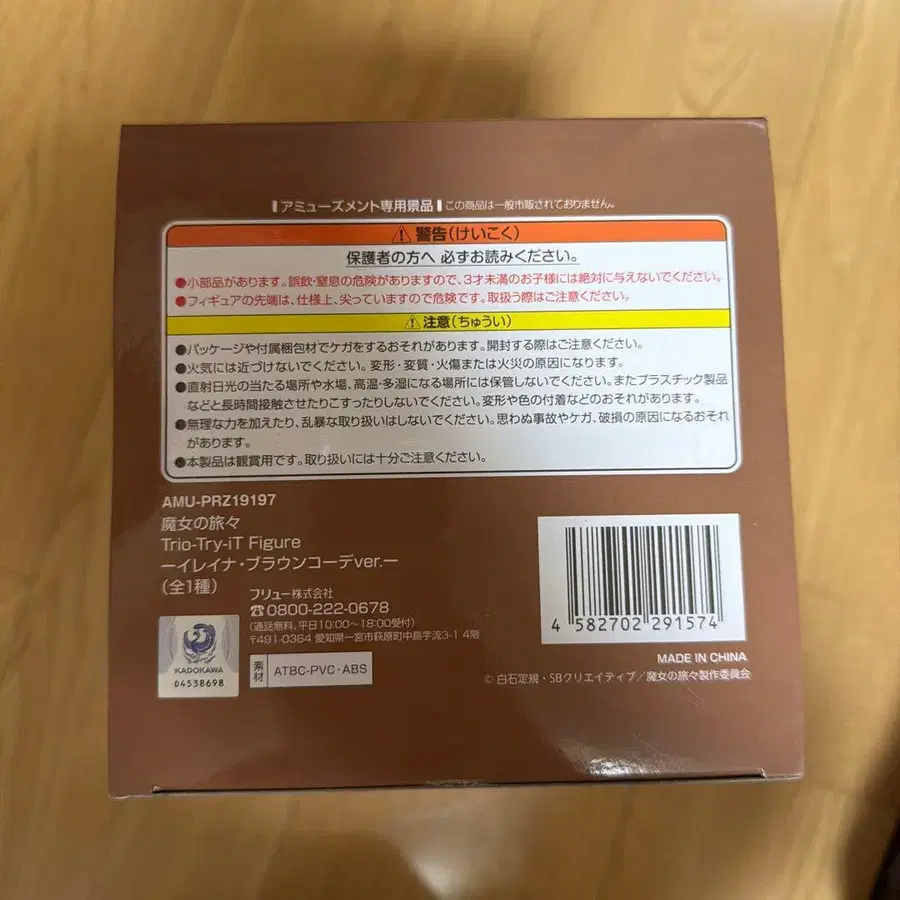 アミューズメント専用景品 この商品は一般市販されておりません。
⚠警告(けいこく)
保護者の方へ 必ずお読みください。
●小部品があります。誤飲・窒息の危険がありますので、3才未満のお子様には絶対に与えないでください。
●フィギュアの先端は、仕様上、尖っていますので危険です。取扱う際はご注意ください。
⚠注意(ちゅうい)
●パッケージや付属梱包材でケガをするおそれがあります。開封する際はご注意ください。
●火気には近づけないでください。変形・変質・火傷または火災の原因になります。
●直射日光の当たる場所や水場、高温・多湿になる場所には保管しないでください。またプラスチック製品
などと長時間接触させたりこすったりしないでください。変形や色の付着などのおそれがあります。
●無理な力を加えたり、乱暴な取り扱いはしないでください。思わぬ事故やケガ、破損の原因になるおそれ
があります。
●本製品は観賞用です。取り扱いには十分ご注意ください。
AMU-PRZ19197
魔女の旅々
Trio-Try-iT Figure
ーイレイナ・ブラウンコーデver.ー
(全1種)
フリュー株式会社
☎0800-222-0678
(通話無料、平日10:00〜18:00受付)
〒491-0364 愛知県一宮市萩原町中島字流3-1 4階
KADOKAWA
D4538698
素材
ATBC-PVC・ABS
4 582702 291574
MADE IN CHINA
© 白石定規・SBクリエイティブ/魔女の旅々製作委員会